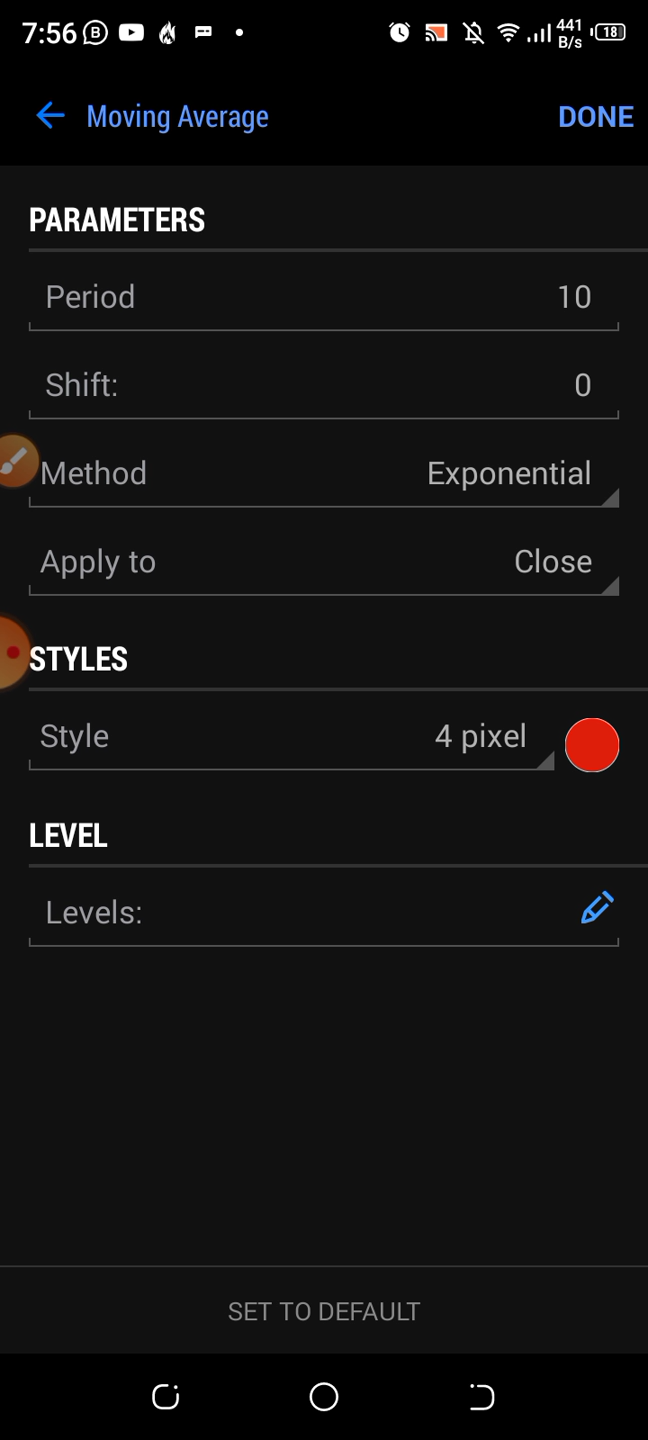 7:56 441 B/s 18
Moving Average DONE
PARAMETERS
Period 10
Shift: 0
Method Exponential
Apply to Close
STYLES
Style 4 pixel
LEVEL
Levels:
SET TO DEFAULT